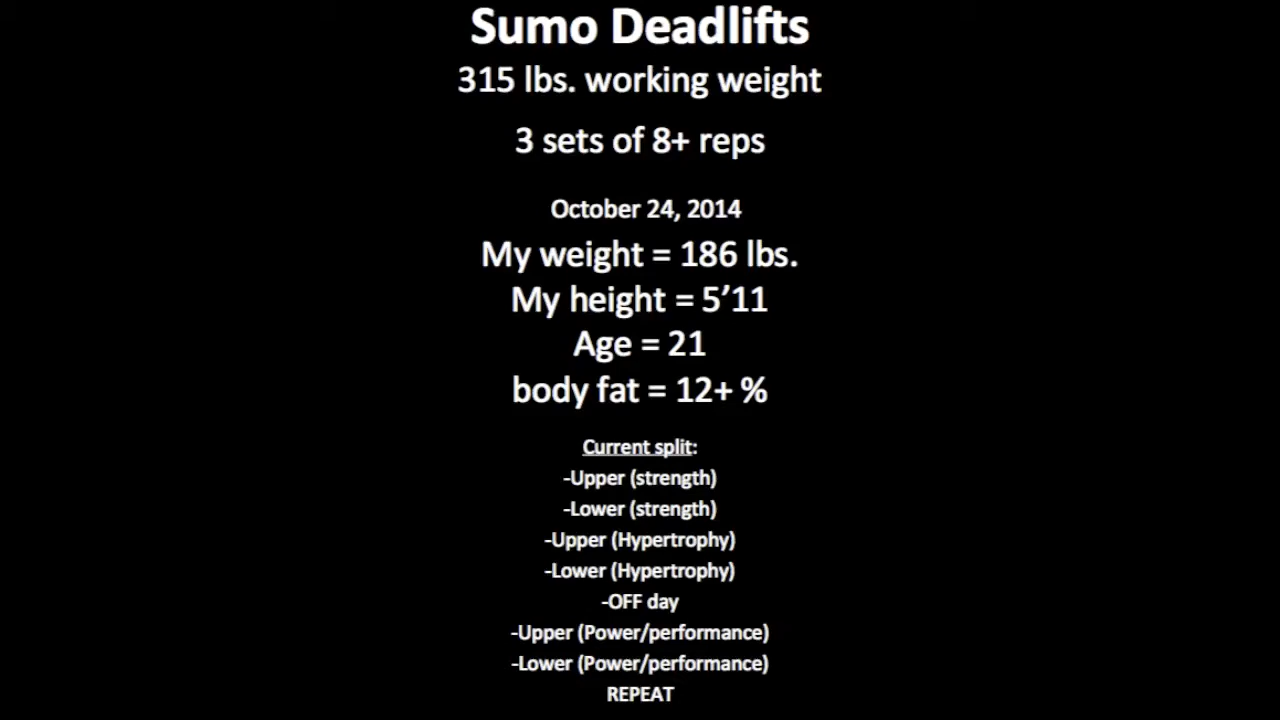 Sumo Deadlifts
315 lbs. working weight
3 sets of 8+ reps
October 24, 2014
My weight = 186 lbs.
My height = 5’11
Age = 21
body fat = 12+ %
Current split:
-Upper (strength)
-Lower (strength)
-Upper (Hypertrophy)
-Lower (Hypertrophy)
-OFF day
-Upper (Power/performance)
-Lower (Power/performance)
REPEAT